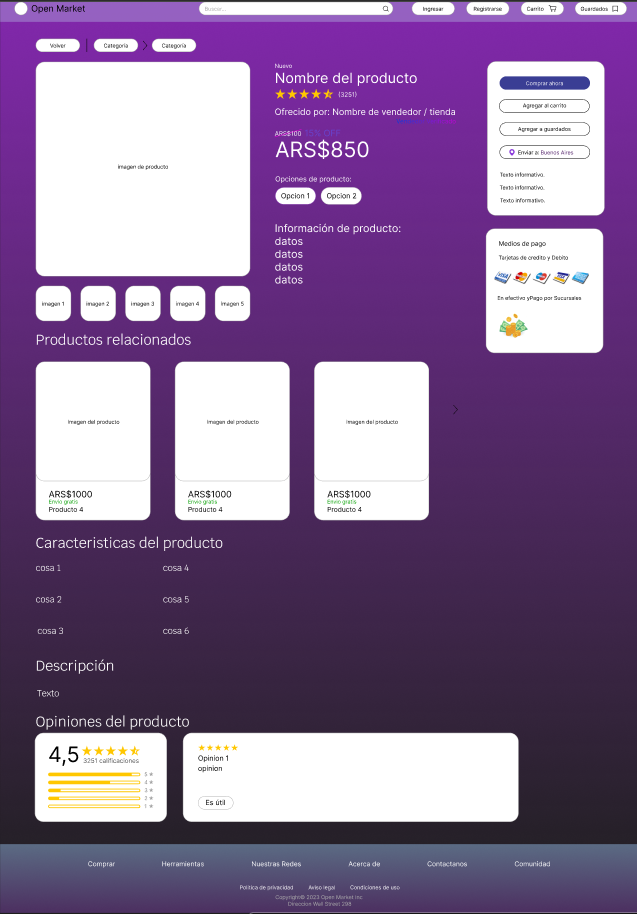 Open Market
Buscar...
Ingresar
Registrarse
Carrito
Guardados
Volver
Categoria
Categoria
Imagen de producto
Imagen 1
imagen 2
imagen 3
imagen 4
Imagen 5
Nuevo
Nombre del producto
(3251)
Ofrecido por: Nombre de vendedor / tienda
ARS$100 15% OFF
ARS$850
Opciones de producto:
Opcion 1
Opcion 2
Información de producto:
datos
datos
datos
datos
Comprar ahora
Agregar al carrito
Agregar a guardados
Enviar a: Buenos Aires
Texto informativo.
Texto informativo.
Texto informativo.
Medios de pago
Tarjetas de credito y Debito
En efectivo yPago por Sucursales
Productos relacionados
Imagen del producto
ARS$1000
Envio gratis
Producto 4
Imagen del producto
ARS$1000
Envio gratis
Producto 4
Imagen del producto
ARS$1000
Envio gratis
Producto 4
Caracteristicas del producto
cosa 1
cosa 4
cosa 2
cosa 5
cosa 3
cosa 6
Descripción
Texto
Opiniones del producto
4,5
3251 calificaciones
5
4
3
2
1
Opinion 1
opinion
Es útil
Comprar
Herramientas
Nuestras Redes
Acerca de
Contactanos
Comunidad
Politica de privacidad
Aviso legal
Condiciones de uso
Copyright© 2023 Open Market Inc
Direccion Wall Street 298